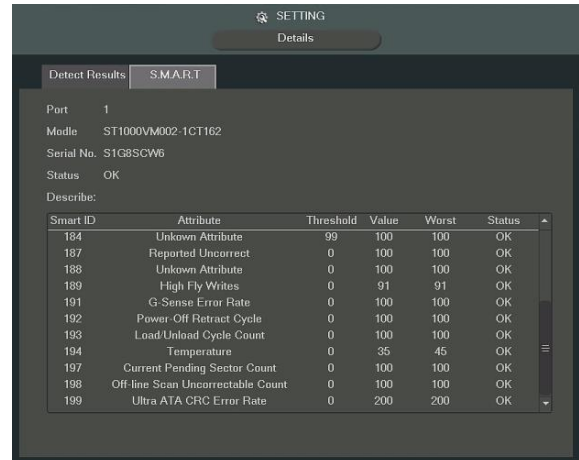 SETTING
Details
Detect Results S.M.A.R.T
Port 1
Modle ST1000VM002-1CT162
Serial No. S1G8SCW6
Status OK
Describe:
Smart ID Attribute Threshold Value Worst Status
184 Unkown Attribute 99 100 100 OK
187 Reported Uncorrect 0 100 100 OK
188 Unkown Attribute 0 100 100 OK
189 High Fly Writes 0 91 91 OK
191 G-Sense Error Rate 0 100 100 OK
192 Power-Off Retract Cycle 0 100 100 OK
193 Load/Unload Cycle Count 0 100 100 OK
194 Temperature 0 35 45 OK
197 Current Pending Sector Count 0 100 100 OK
198 Off-line Scan Uncorrectable Count 0 100 100 OK
199 Ultra ATA CRC Error Rate 0 200 200 OK